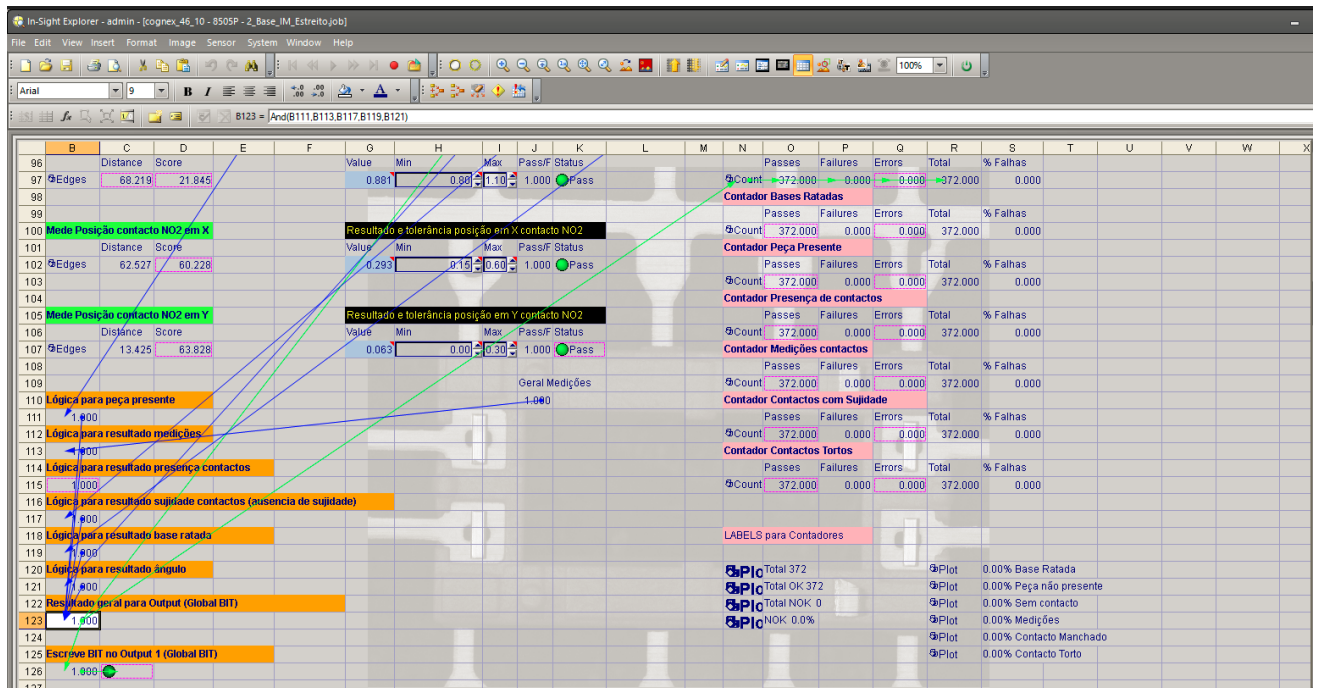 In-Sight Explorer - admin - [cognex_46_10 - 8505P - 2_Base_IM_Estreito.job]
File Edit View Insert Format Image Sensor System Window Help
100%
Arial 9 B I A
fx B123 = And(B111,B113,B117,B119,B121)
B C D E F G H I J K L M N O P Q R S T U V W X
96 Distance Score Value Min Max Pass/F Status Passes Failures Errors Total % Falhas
97 Edges 68.219 21.845 0.881 0.80 1.10 1.000 Pass Count 372.000 0.000 0.000 372.000 0.000
98 Contador Bases Ratadas
99 Passes Failures Errors Total % Falhas
100 Mede Posição contacto NO2 em X Resultado e tolerância posição em X contacto NO2 Count 372.000 0.000 0.000 372.000 0.000
101 Distance Score Value Min Max Pass/F Status Contador Peça Presente
102 Edges 62.527 60.228 0.293 0.15 0.60 1.000 Pass Passes Failures Errors Total % Falhas
103 Count 372.000 0.000 0.000 372.000 0.000
104 Contador Presença de contactos
105 Mede Posição contacto NO2 em Y Resultado e tolerância posição em Y contacto NO2 Passes Failures Errors Total % Falhas
106 Distance Score Value Min Max Pass/F Status Count 372.000 0.000 0.000 372.000 0.000
107 Edges 13.425 63.828 0.063 0.00 0.30 1.000 Pass Contador Medições contactos
108 Passes Failures Errors Total % Falhas
109 Geral Medições Count 372.000 0.000 0.000 372.000 0.000
110 Lógica para peça presente 1.000 Contador Contactos com Sujidade
111 1.000 Passes Failures Errors Total % Falhas
112 Lógica para resultado medições Count 372.000 0.000 0.000 372.000 0.000
113 1.000 Contador Contactos Tortos
114 Lógica para resultado presença contactos Passes Failures Errors Total % Falhas
115 1.000 Count 372.000 0.000 0.000 372.000 0.000
116 Lógica para resultado sujidade contactos (ausencia de sujidade)
117 1.000
118 Lógica para resultado base ratada LABELS para Contadores
119 1.000
120 Lógica para resultado ângulo Plo Total 372 Plot 0.00% Base Ratada
121 1.000 Plo Total OK 372 Plot 0.00% Peça não presente
122 Resultado geral para Output (Global BIT) Plo Total NOK 0 Plot 0.00% Sem contacto
123 1.000 Plo NOK 0.0% Plot 0.00% Medições
124 Plot 0.00% Contacto Manchado
125 Escreve BIT no Output 1 (Global BIT) Plot 0.00% Contacto Torto
126 1.000
127